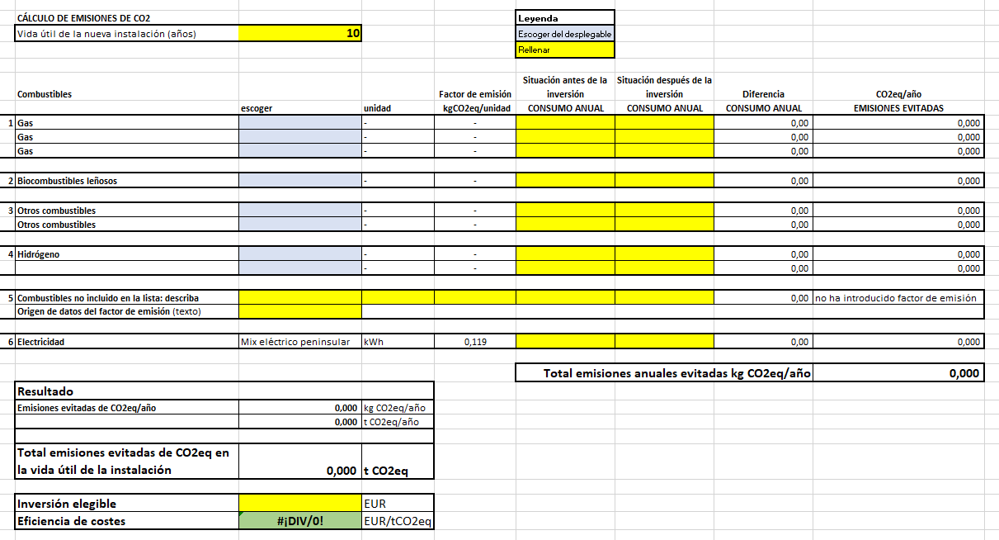 CÁLCULO DE EMISIONES DE CO2
Vida útil de la nueva instalación (años) 10
Leyenda
Escoger del desplegable
Rellenar
Combustibles
escoger
unidad
Factor de emisión
kgCO2eq/unidad
Situación antes de la
inversión
CONSUMO ANUAL
Situación después de la
inversión
CONSUMO ANUAL
Diferencia
CONSUMO ANUAL
CO2eq/año
EMISIONES EVITADAS
1 Gas - - 0,00 0,000
Gas - - 0,00 0,000
Gas - - 0,00 0,000
2 Biocombustibles leñosos - - 0,00 0,000
3 Otros combustibles - - 0,00 0,000
Otros combustibles - - 0,00 0,000
4 Hidrógeno - - 0,00 0,000
- - 0,00 0,000
5 Combustibles no incluido en la lista: describa 0,00 no ha introducido factor de emisión
Origen de datos del factor de emisión (texto)
6 Electricidad Mix eléctrico peninsular kWh 0,119 0,00 0,000
Total emisiones anuales evitadas kg CO2eq/año 0,000
Resultado
Emisiones evitadas de CO2eq/año 0,000 kg CO2eq/año
0,000 t CO2eq/año
Total emisiones evitadas de CO2eq en
la vida útil de la instalación 0,000 t CO2eq
Inversión elegible EUR
Eficiencia de costes #¡DIV/0! EUR/tCO2eq